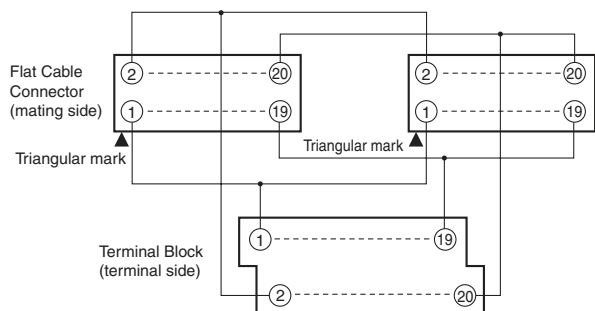 2 20 2 20
Flat Cable
Connector
(mating side)
1 19 1 19
Triangular mark Triangular mark
1 19
Terminal Block
(terminal side)
2 20